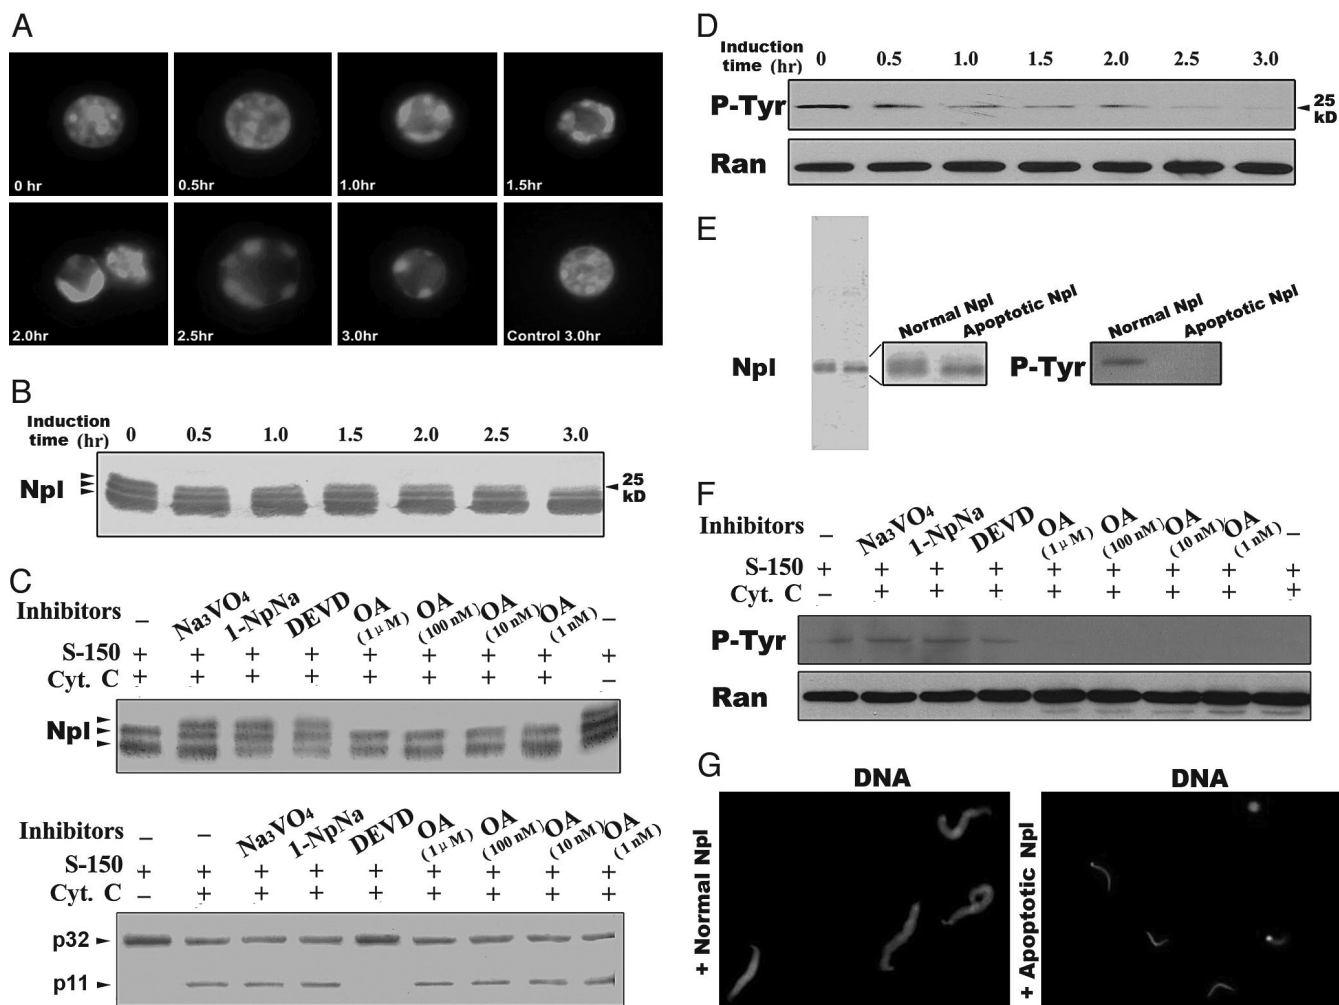 A
0 hr
0.5hr
1.0hr
1.5hr
2.0hr
2.5hr
3.0hr
Control 3.0hr
B
Induction
time (hr) 0 0.5 1.0 1.5 2.0 2.5 3.0
Npl
25
kD
C
Inhibitors – Na₃VO₄ 1-NpNa DEVD OA (1 μM) OA (100 nM) OA (10 nM) OA (1 nM) –
S-150 + + + + + + + + +
Cyt. C + + + + + + + + –
Npl
Inhibitors – – Na₃VO₄ 1-NpNa DEVD OA (1 μM) OA (100 nM) OA (10 nM) OA (1 nM)
S-150 + + + + + + + + +
Cyt. C – + + + + + + + +
p32
p11
D
Induction
time (hr) 0 0.5 1.0 1.5 2.0 2.5 3.0
P-Tyr
25
kD
Ran
E
Npl
Normal Npl
Apoptotic Npl
P-Tyr
Normal Npl
Apoptotic Npl
F
Inhibitors – Na₃VO₄ 1-NpNa DEVD OA (1 μM) OA (100 nM) OA (10 nM) OA (1 nM) –
S-150 + + + + + + + + +
Cyt. C – + + + + + + + +
P-Tyr
Ran
G
DNA
+ Normal Npl
DNA
+ Apoptotic Npl